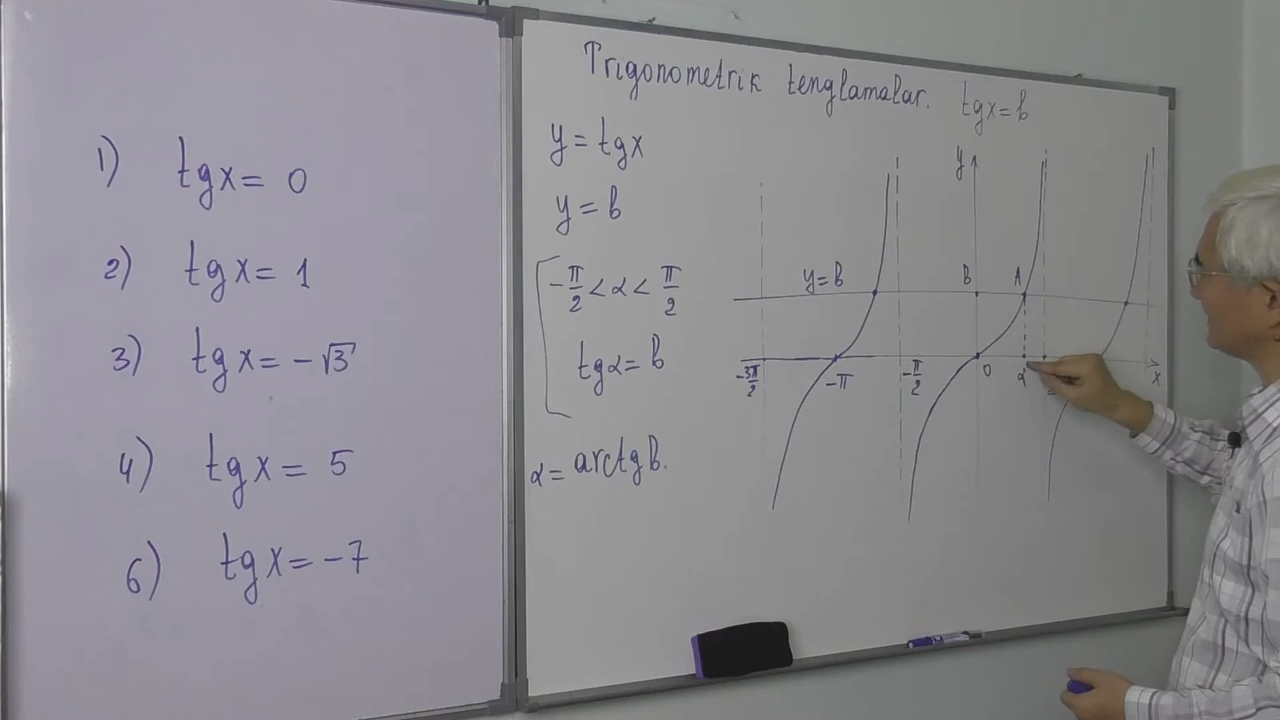 1) tgx = 0
2) tgx = 1
3) tgx = -√3
4) tgx = 5
6) tgx = -7
Trigonometrik tenglamalar. tgx = b
y = tgx
y = b
-π/2 < α < π/2
tgα = b
α = arctgb.
y
y=b B A
-3π/2 -π -π/2 0 α x